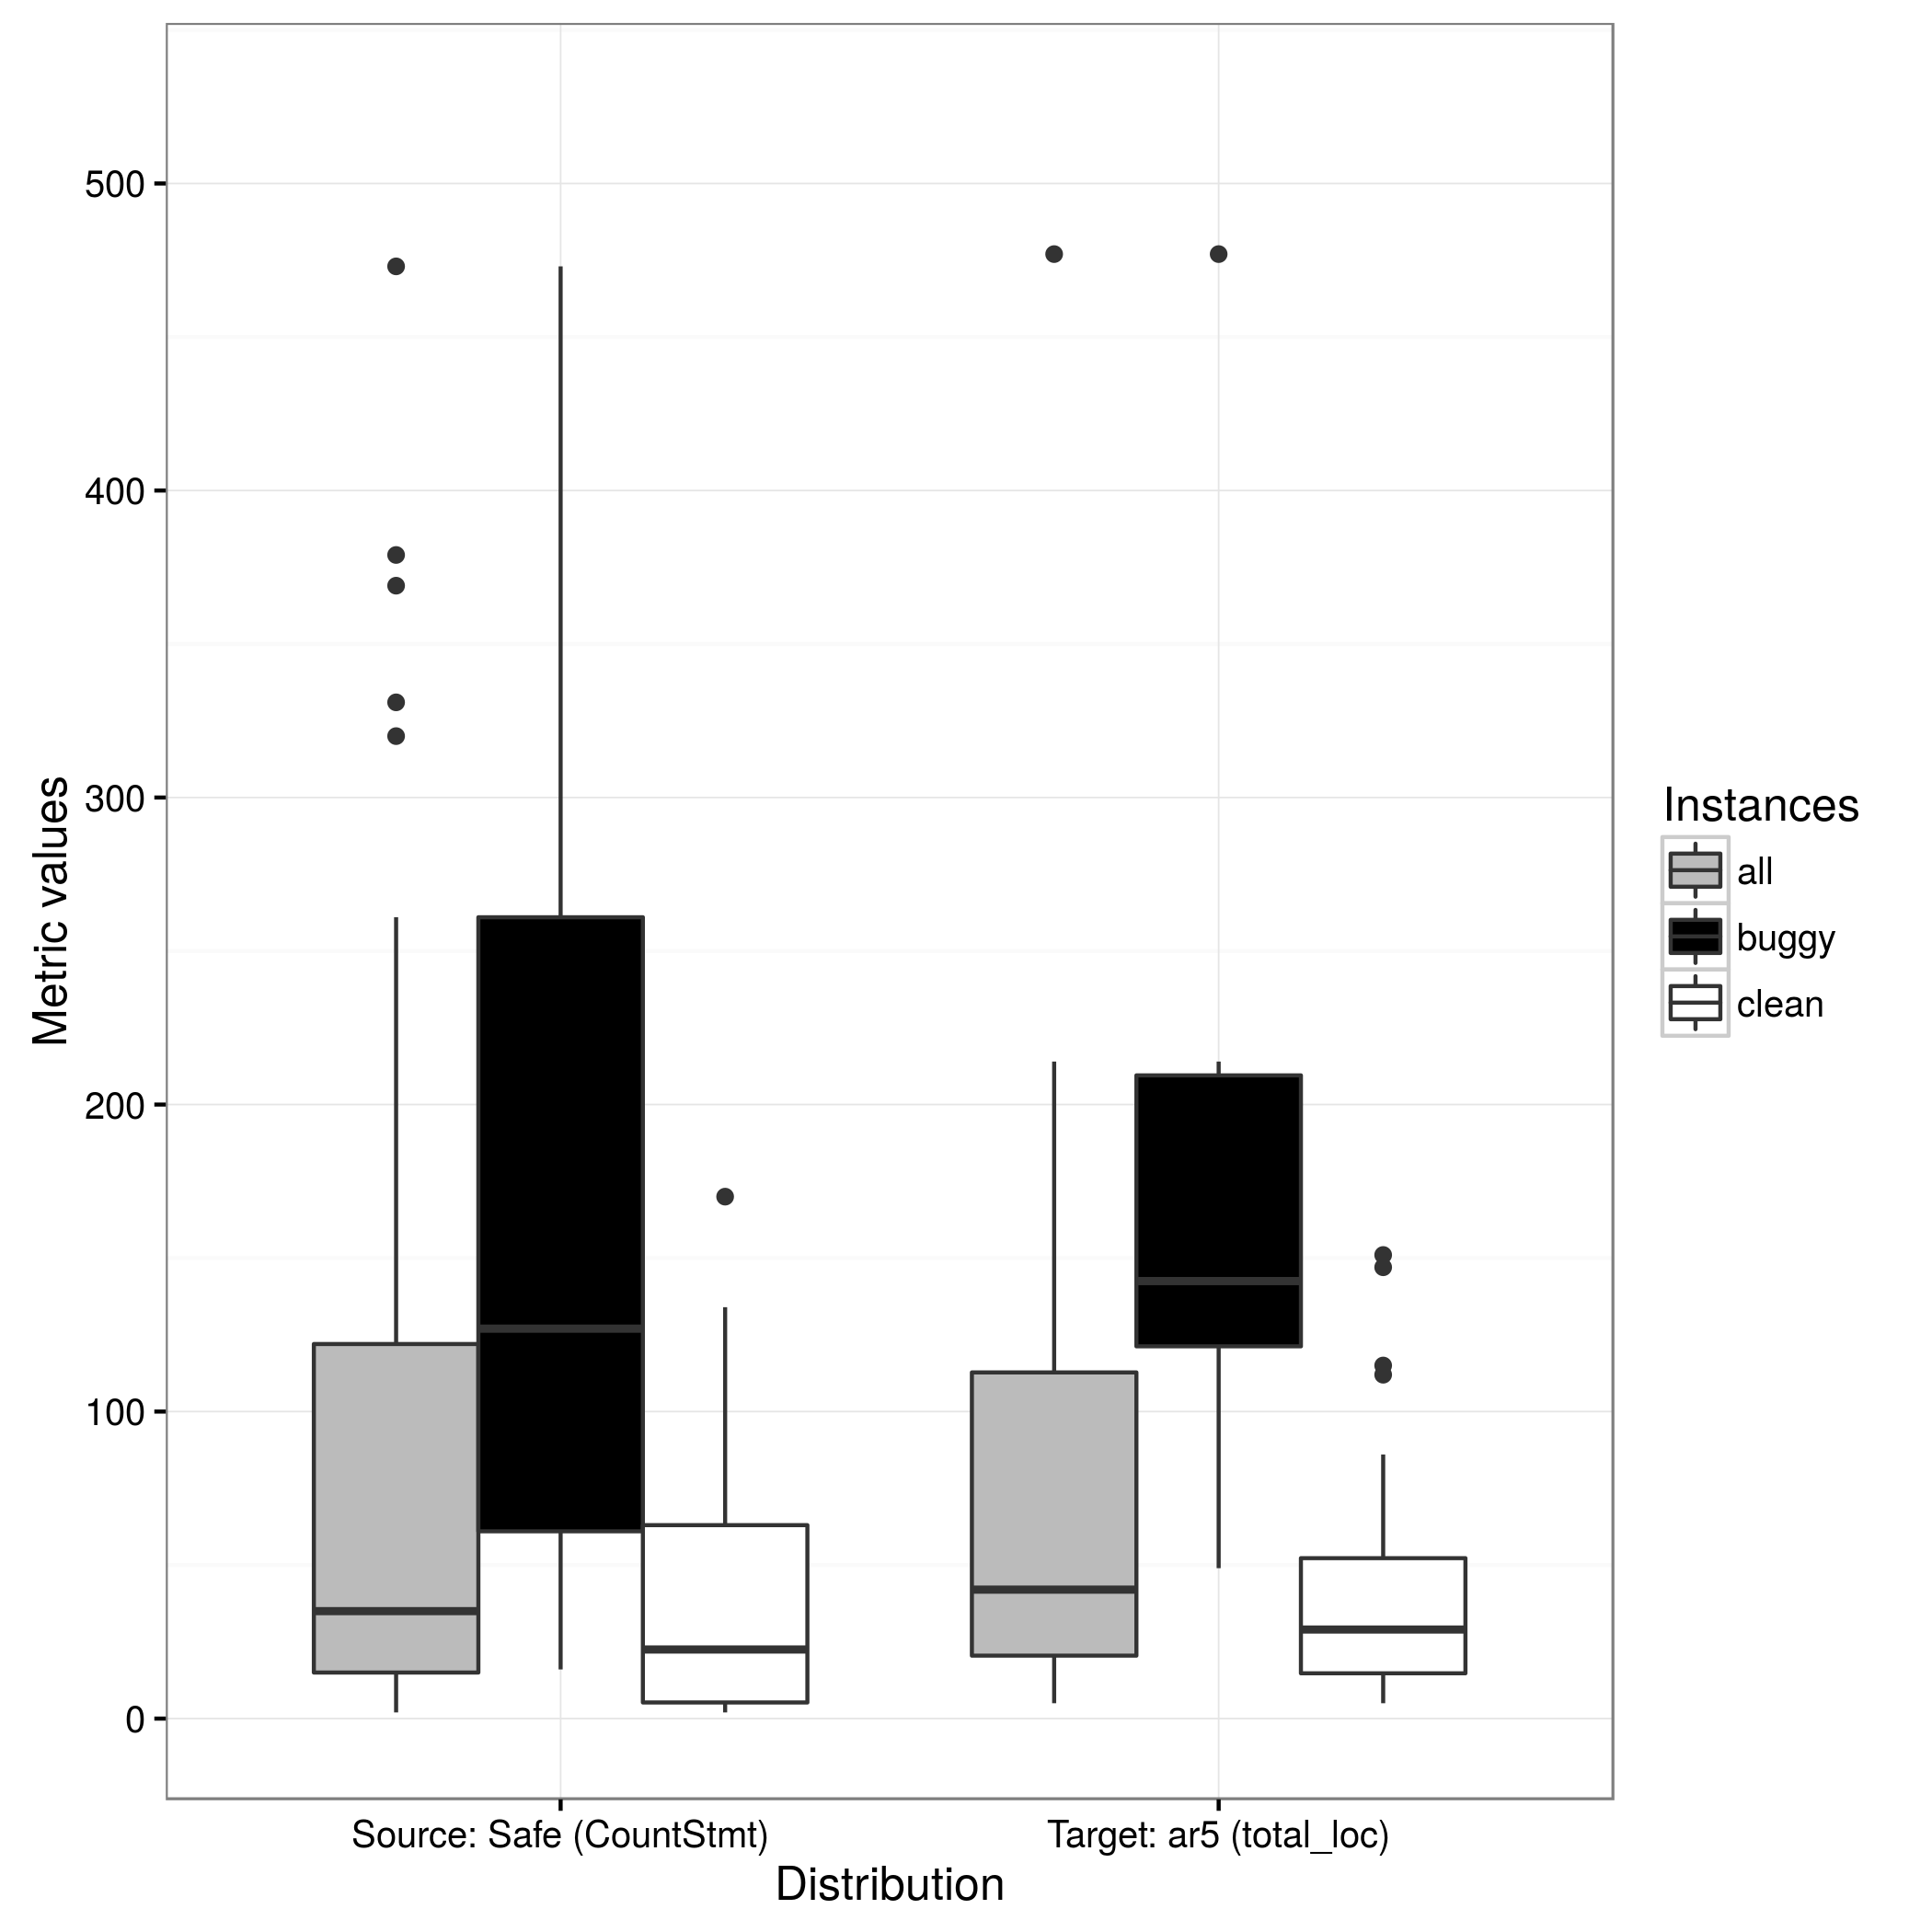 Metric values
500
400
300
200
100
0
Source: Safe (CountStmt)
Target: ar5 (total_loc)
Distribution
Instances
all
buggy
clean